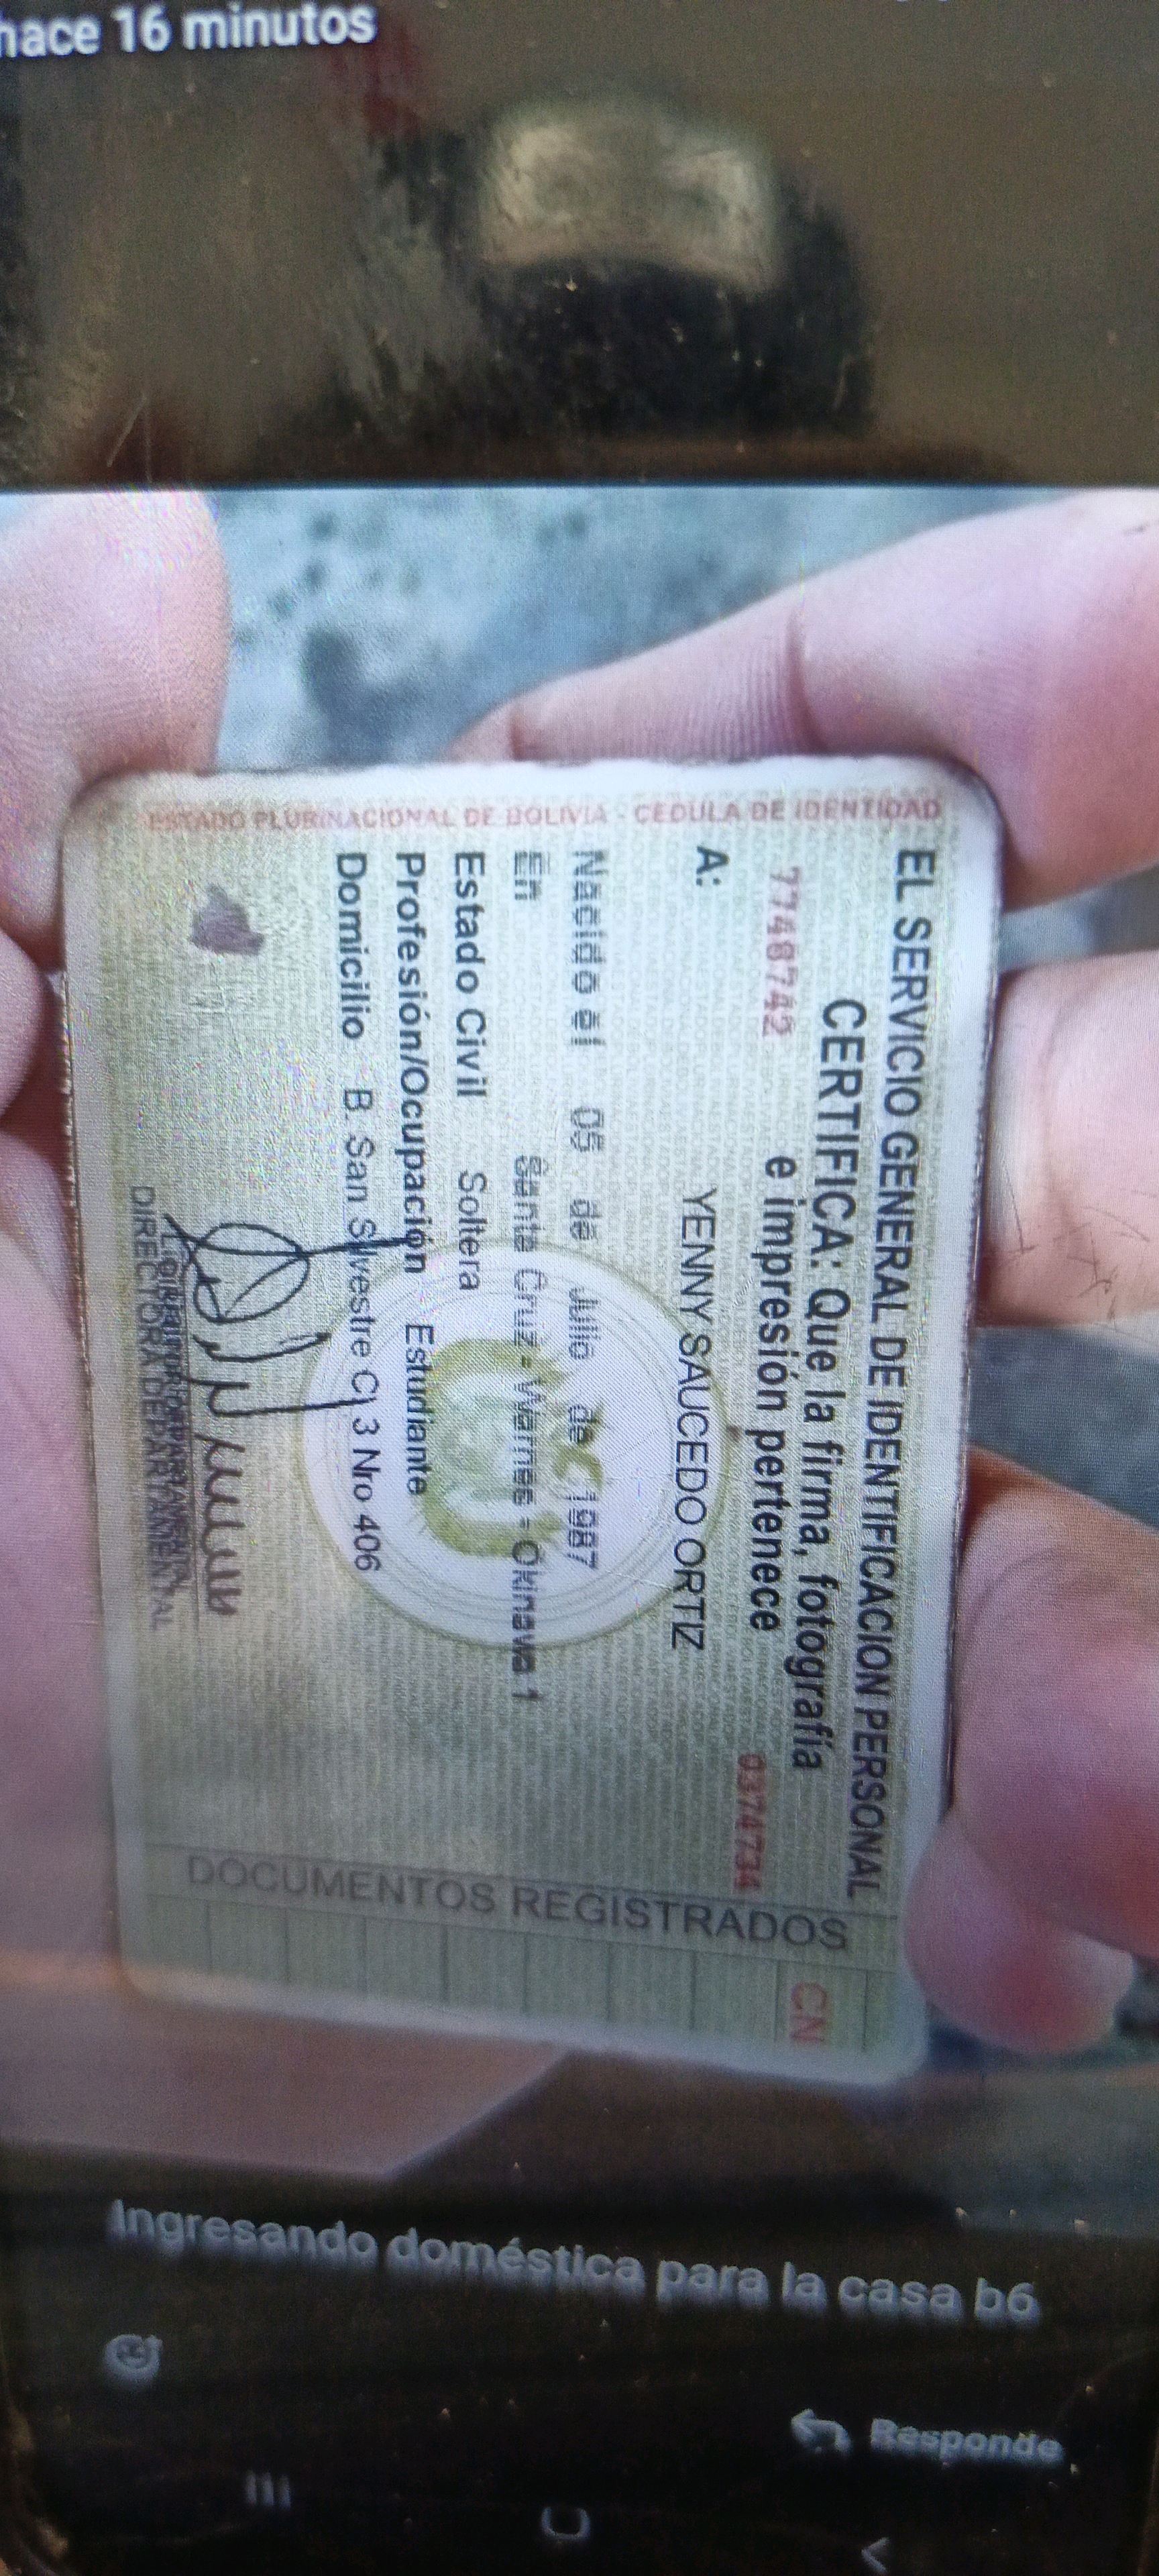 hace 16 minutos
ESTADO PLURINACIONAL DE BOLIVIA - CÉDULA DE IDENTIDAD
EL SERVICIO GENERAL DE IDENTIFICACION PERSONAL
CERTIFICA: Que la firma, fotografía
7748742 e impresión pertenece 0374734
A: YENNY SAUCEDO ORTIZ
Nacido el 05 de Julio de 1987
En Santa Cruz - Warnes - Okinawa 1
Estado Civil Soltera
Profesión/Ocupación Estudiante
Domicilio B. San Silvestre C\ 3 Nro 406
DIRECTORA DEPARTAMENTAL
DOCUMENTOS REGISTRADOS
CN
Ingresando doméstica para la casa b6
Responde